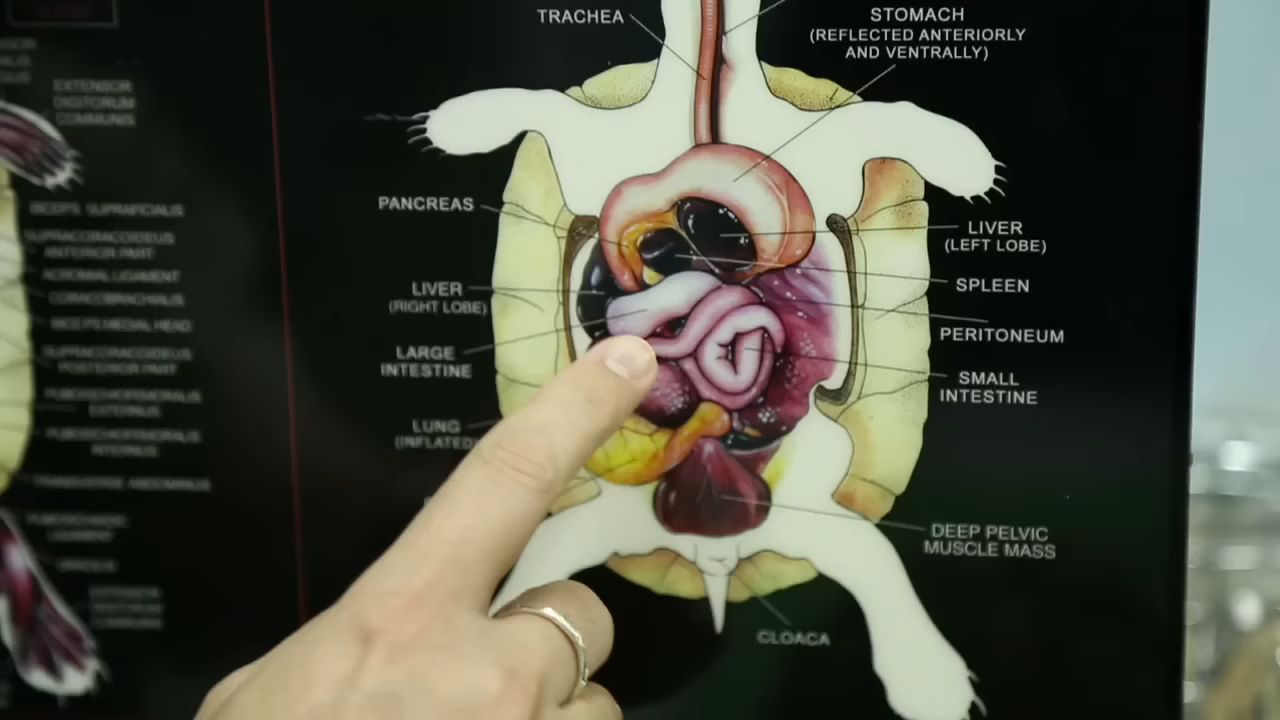 TRACHEA
STOMACH
(REFLECTED ANTERIORLY
AND VENTRALLY)
PANCREAS
LIVER
(LEFT LOBE)
SPLEEN
LIVER
(RIGHT LOBE)
PERITONEUM
LARGE
INTESTINE
SMALL
INTESTINE
LUNG
(INFLATED)
DEEP PELVIC
MUSCLE MASS
CLOACA
EXTENSOR
DIGITORUM
COMMUNIS
BICEPS SUPERFICIALIS
SUPRACORACOIDEUS
ANTERIOR PART
ACROMIAL LIGAMENT
CORACOBRACHIALIS
BICEPS MEDIAL HEAD
SUPRACORACOIDEUS
POSTERIOR PART
PUBOISCHIOFEMORALIS
EXTERNUS
PUBOISCHIOFEMORALIS
INTERNUS
TRANSVERSE ABDOMINUS
LIGAMENT